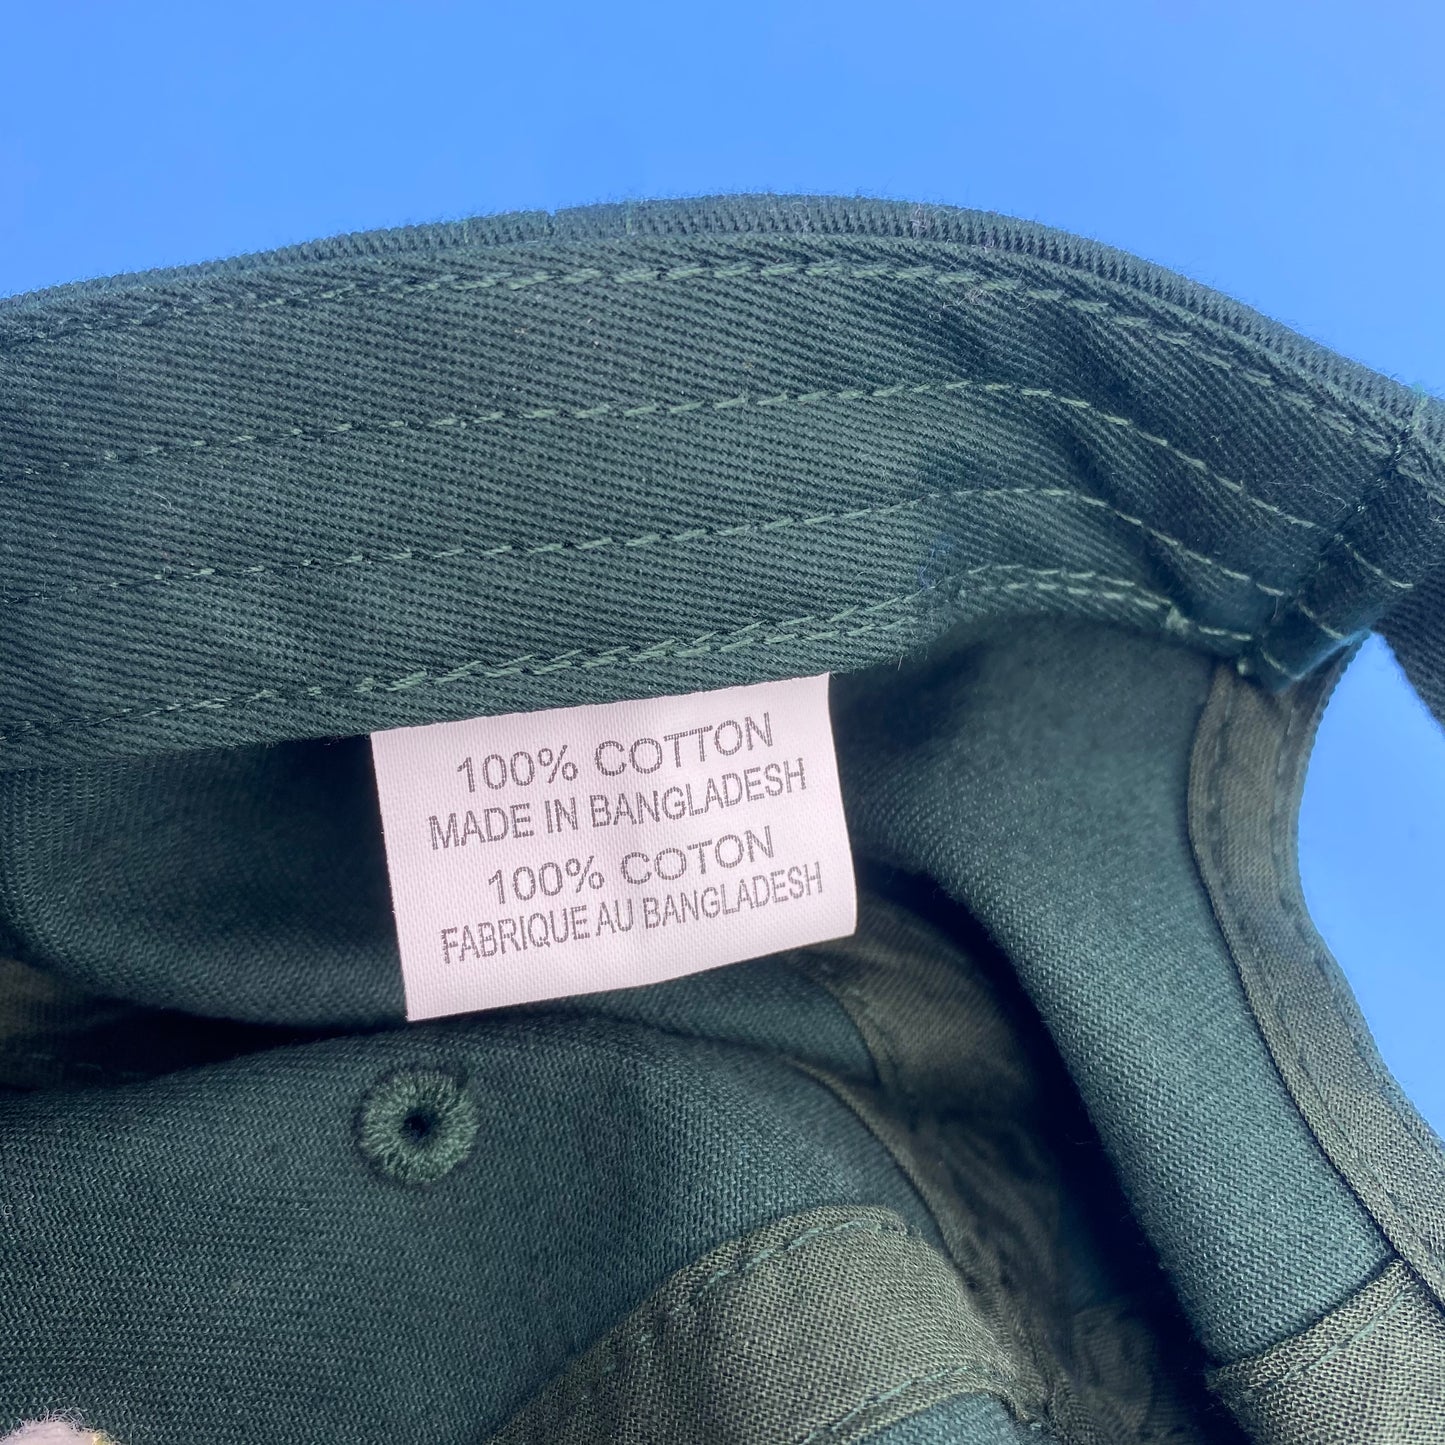 100% COTTON
MADE IN BANGLADESH
100% COTON
FABRIQUE AU BANGLADESH